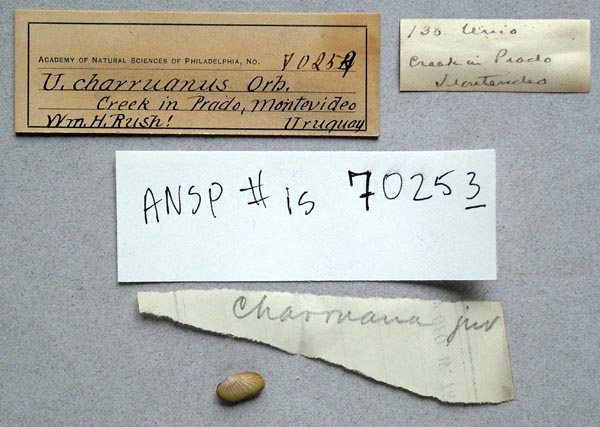 ACADEMY OF NATURAL SCIENCES OF PHILADELPHIA, NO. 70252
U. charruanus Orb.
Creek in Prado, Montevideo
Wm. H. Rush! Uruguay
130. Unio
Creek in Prado
Montevideo
ANSP # is 70253
Charruana juv